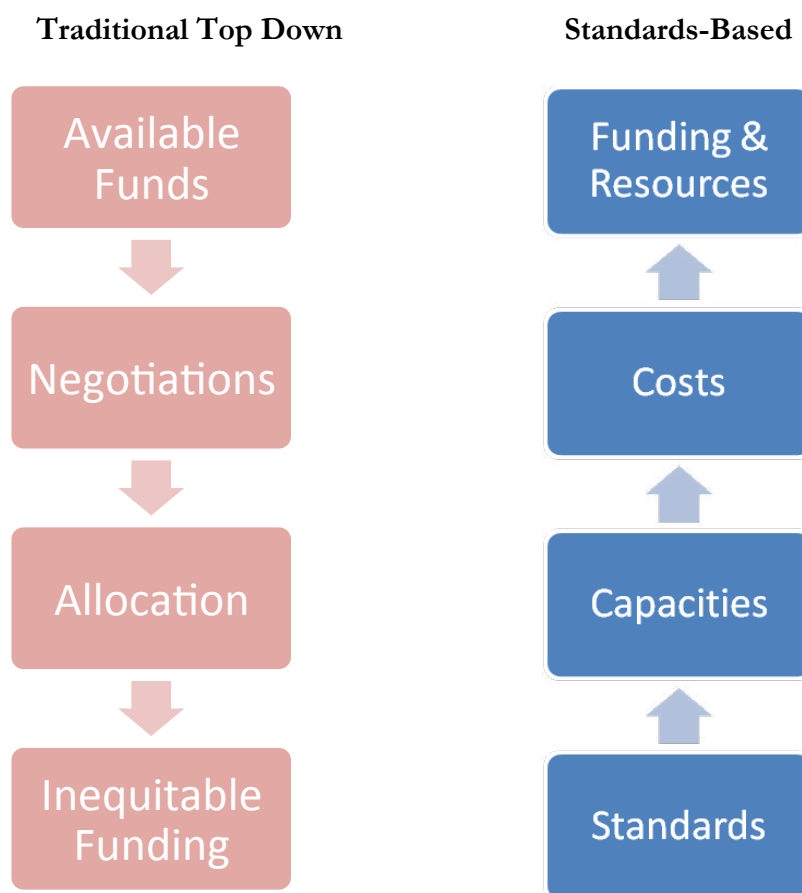 Traditional Top Down
Available
Funds
Negotiations
Allocation
Inequitable
Funding
Standards-Based
Funding &
Resources
Costs
Capacities
Standards